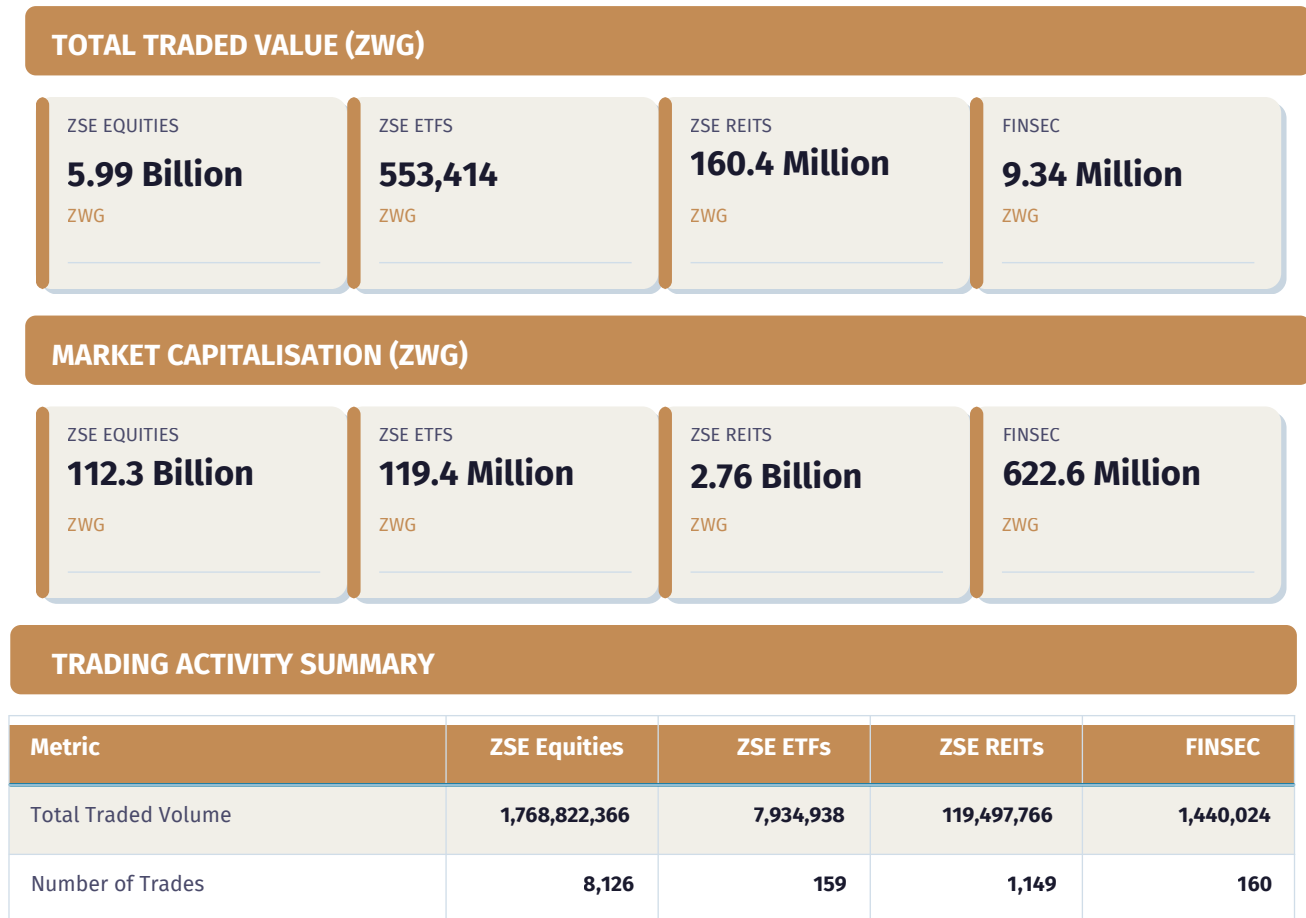 TOTAL TRADED VALUE (ZWG)
ZSE EQUITIES
5.99 Billion
ZWG
ZSE ETFS
553,414
ZWG
ZSE REITS
160.4 Million
ZWG
FINSEC
9.34 Million
ZWG
MARKET CAPITALISATION (ZWG)
ZSE EQUITIES
112.3 Billion
ZWG
ZSE ETFS
119.4 Million
ZWG
ZSE REITS
2.76 Billion
ZWG
FINSEC
622.6 Million
ZWG
TRADING ACTIVITY SUMMARY
Metric ZSE Equities ZSE ETFs ZSE REITs FINSEC
Total Traded Volume 1,768,822,366 7,934,938 119,497,766 1,440,024
Number of Trades 8,126 159 1,149 160